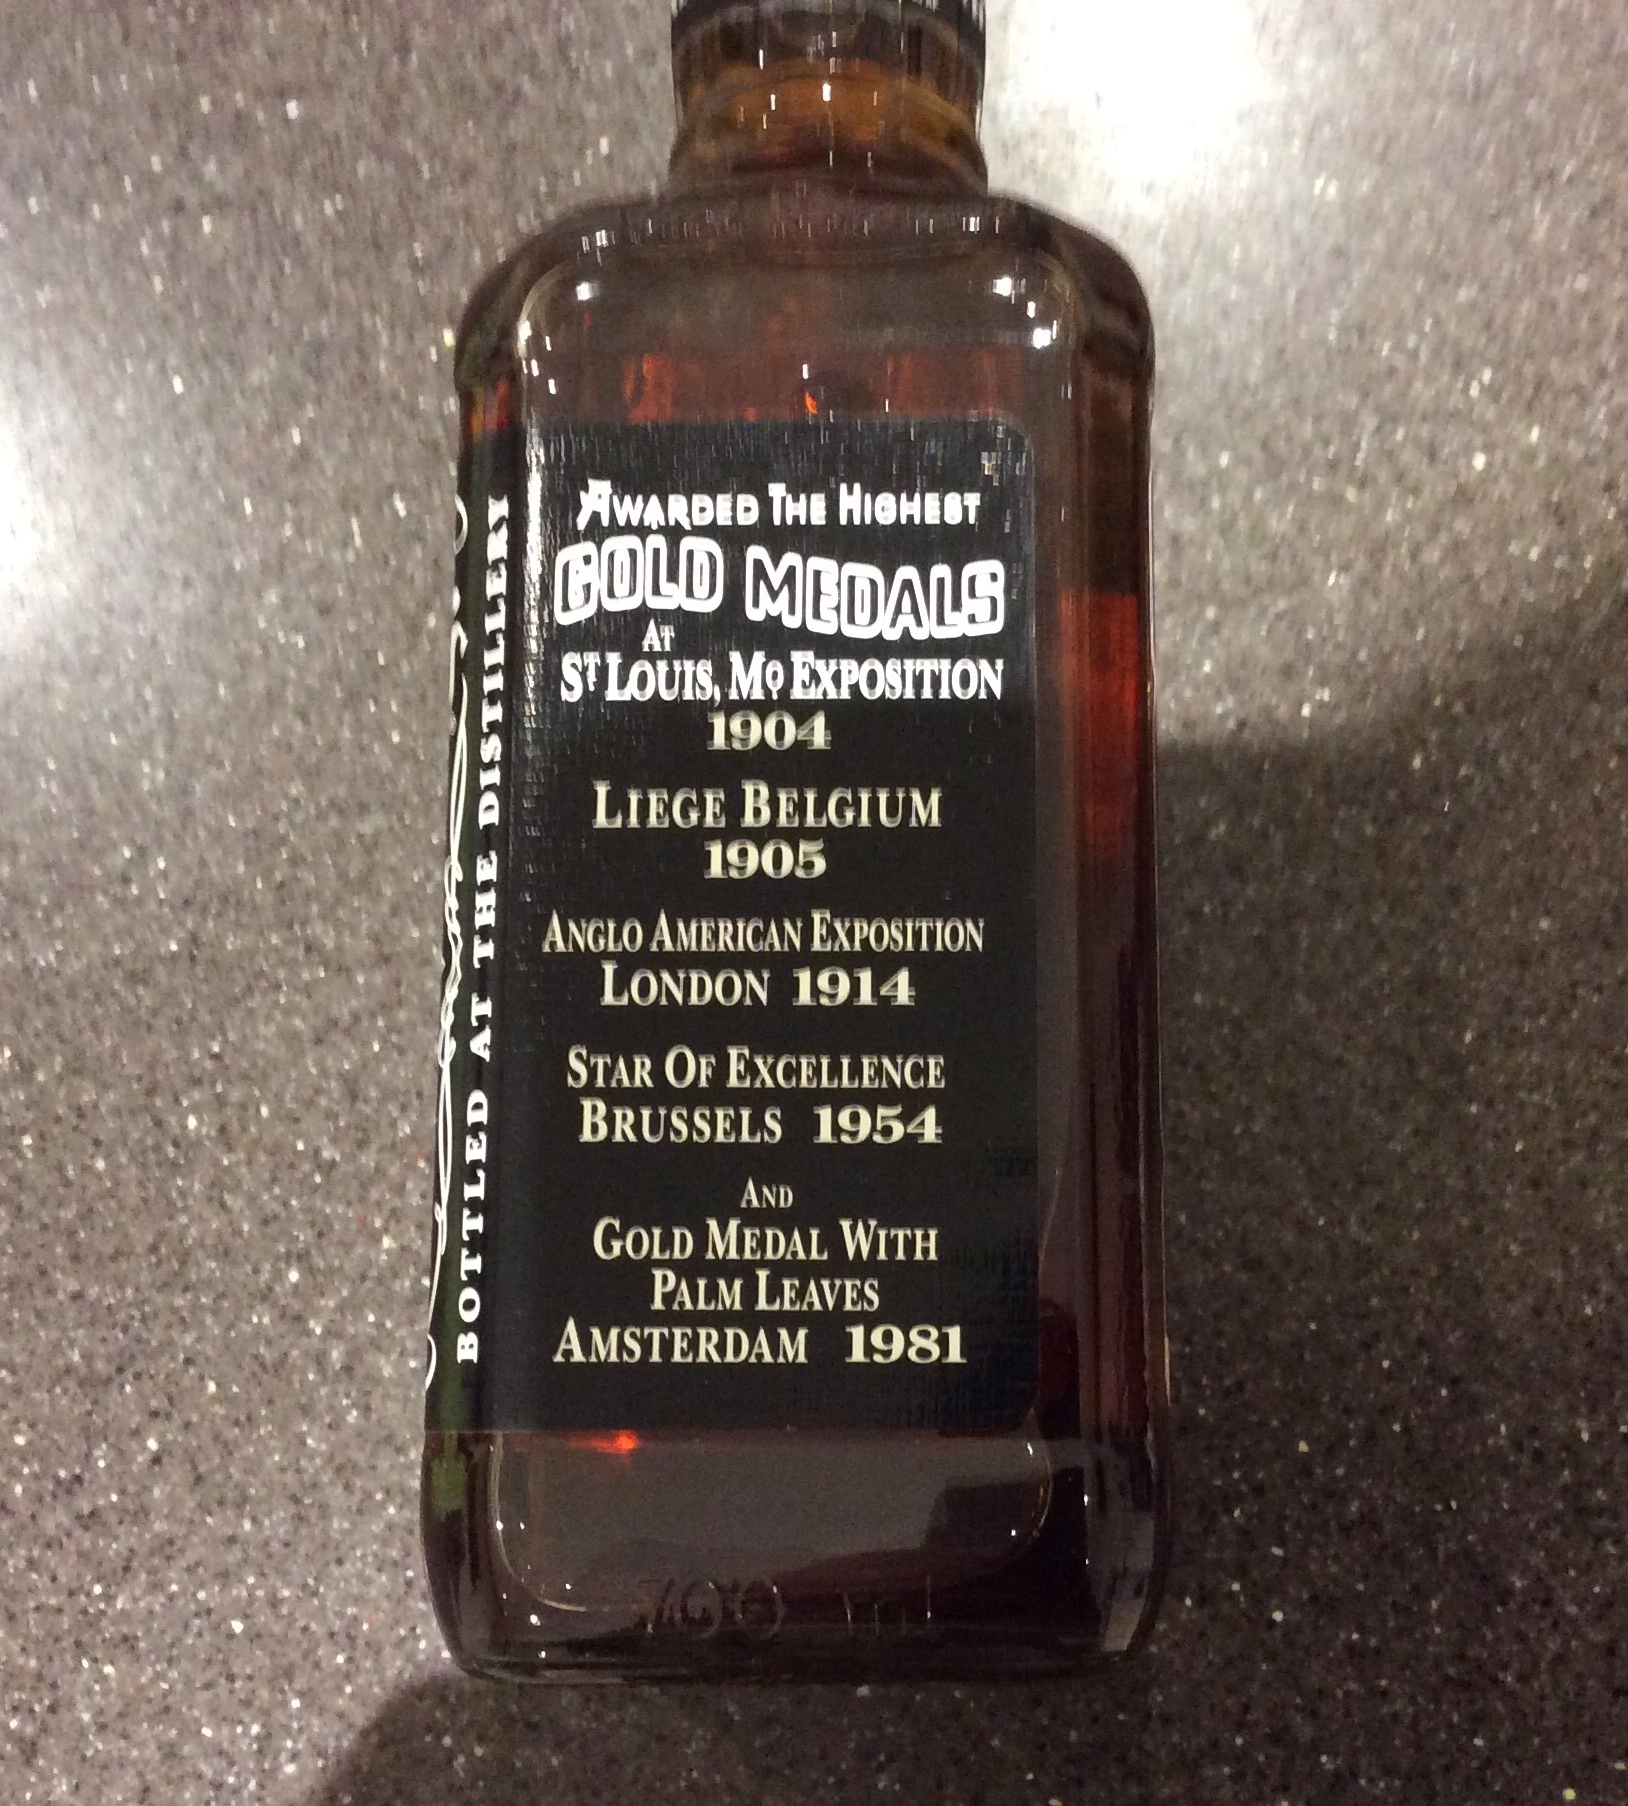 AWARDED THE HIGHEST
GOLD MEDALS
AT
ST LOUIS, MO EXPOSITION
1904
LIEGE BELGIUM
1905
ANGLO AMERICAN EXPOSITION
LONDON 1914
STAR OF EXCELLENCE
BRUSSELS 1954
AND
GOLD MEDAL WITH
PALM LEAVES
AMSTERDAM 1981
BOTTLED AT THE DISTILLERY